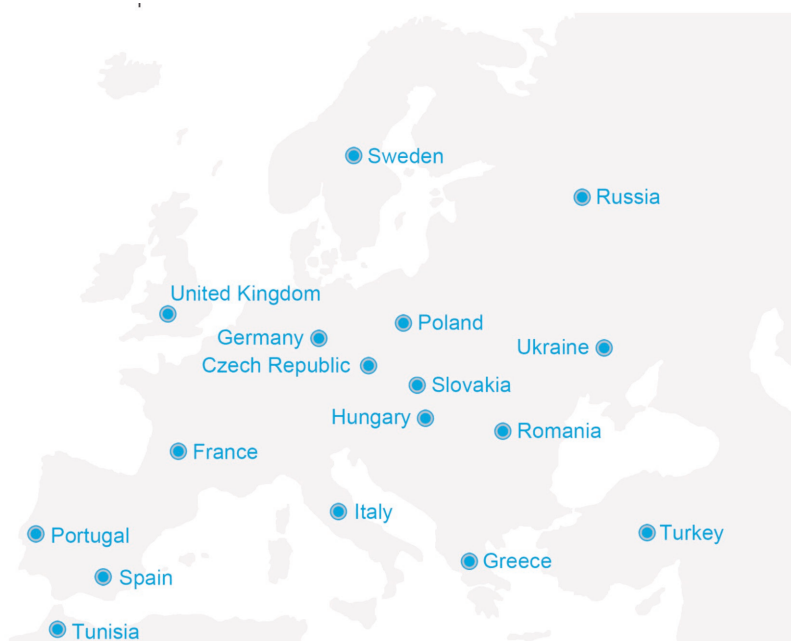 Sweden
Russia
United Kingdom
Poland
Germany
Ukraine
Czech Republic
Slovakia
Hungary
Romania
France
Italy
Turkey
Portugal
Greece
Spain
Tunisia